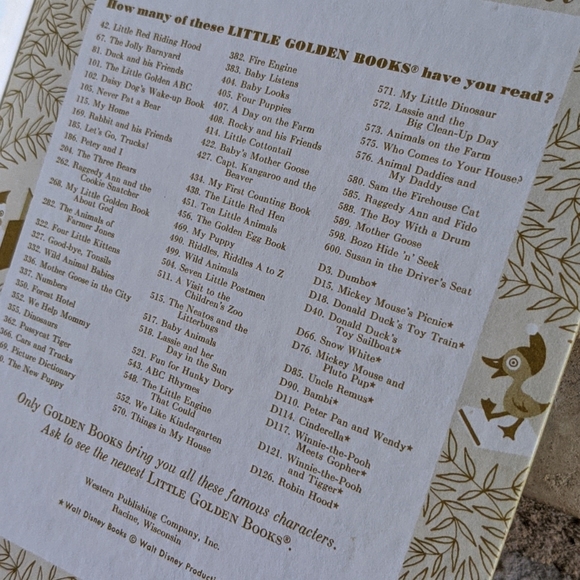 How many of these LITTLE GOLDEN BOOKS® have you read?
42. Little Red Riding Hood
67. The Jolly Barnyard
81. Duck and his Friends
101. The Little Golden ABC
102. Daisy Dog's Wake-up Book
105. Never Pat a Bear
115. My Home
169. Rabbit and his Friends
185. Let's Go, Trucks!
186. Petey and I
204. The Three Bears
262. Raggedy Ann and the
Cookie Snatcher
268. My Little Golden Book
About God
282. The Animals of
Farmer Jones
322. Four Little Kittens
327. Good-bye, Tonsils
332. Wild Animal Babies
336. Mother Goose in the City
337. Numbers
350. Forest Hotel
352. We Help Mommy
355. Dinosaurs
362. Pussycat Tiger
366. Cars and Trucks
369. Picture Dictionary
The New Puppy
382. Fire Engine
383. Baby Listens
404. Baby Looks
405. Four Puppies
407. A Day on the Farm
408. Rocky and his Friends
414. Little Cottontail
422. Baby's Mother Goose
427. Capt. Kangaroo and the
Beaver
434. My First Counting Book
438. The Little Red Hen
451. Ten Little Animals
456. The Golden Egg Book
469. My Puppy
490. Riddles, Riddles A to Z
499. Wild Animals
504. Seven Little Postmen
511. A Visit to the
Children's Zoo
515. The Neatos and the
Litterbugs
517. Baby Animals
518. Lassie and her
Day in the Sun
521. Fun for Hunky Dory
543. ABC Rhymes
548. The Little Engine
That Could
552. We Like Kindergarten
570. Things in My House
571. My Little Dinosaur
572. Lassie and the
Big Clean-Up Day
573. Animals on the Farm
575. Who Comes to Your House?
576. Animal Daddies and
My Daddy
580. Sam the Firehouse Cat
585. Raggedy Ann and Fido
588. The Boy With a Drum
589. Mother Goose
598. Bozo Hide 'n' Seek
600. Susan in the Driver's Seat
D3. Dumbo★
D15. Mickey Mouse's Picnic★
D18. Donald Duck's Toy Train★
D40. Donald Duck's
Toy Sailboat★
D66. Snow White★
D76. Mickey Mouse and
Pluto Pup★
D85. Uncle Remus★
D90. Bambi★
D110. Peter Pan and Wendy★
D114. Cinderella★
D117. Winnie-the-Pooh
Meets Gopher★
D121. Winnie-the-Pooh
and Tigger★
D126. Robin Hood★
Only GOLDEN BOOKS bring you all these famous characters.
Ask to see the newest LITTLE GOLDEN BOOKS®.
Western Publishing Company, Inc.
Racine, Wisconsin
★Walt Disney Books © Walt Disney Producti